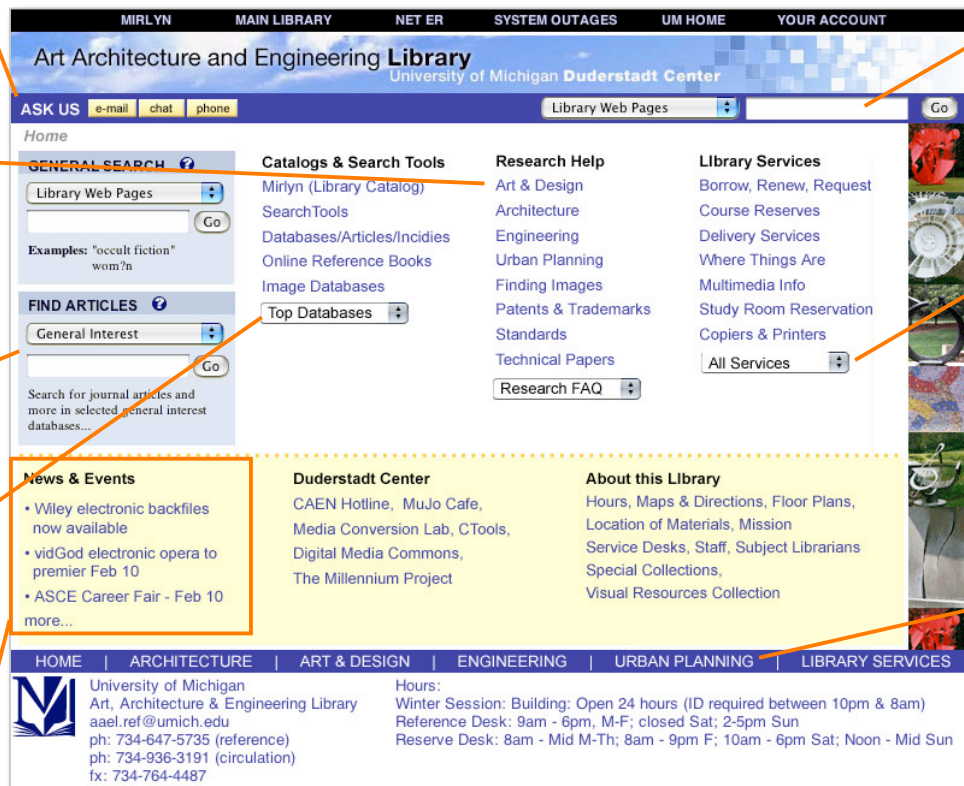 MIRLYN MAIN LIBRARY NET ER SYSTEM OUTAGES UM HOME YOUR ACCOUNT
Art Architecture and Engineering Library
University of Michigan Duderstadt Center
ASK US e-mail chat phone Library Web Pages Go
Home
GENERAL SEARCH ?
Library Web Pages
Go
Examples: "occult fiction"
wom?n
FIND ARTICLES ?
General Interest
Go
Search for journal articles and
more in selected general interest
databases...
Catalogs & Search Tools
Mirlyn (Library Catalog)
SearchTools
Databases/Articles/Incidies
Online Reference Books
Image Databases
Top Databases
Research Help
Art & Design
Architecture
Engineering
Urban Planning
Finding Images
Patents & Trademarks
Standards
Technical Papers
Research FAQ
LIbrary Services
Borrow, Renew, Request
Course Reserves
Delivery Services
Where Things Are
Multimedia Info
Study Room Reservation
Copiers & Printers
All Services
News & Events
• Wiley electronic backfiles
now available
• vidGod electronic opera to
premier Feb 10
• ASCE Career Fair - Feb 10
more...
Duderstadt Center
CAEN Hotline, MuJo Cafe,
Media Conversion Lab, CTools,
Digital Media Commons,
The Millennium Project
About this LIbrary
Hours, Maps & Directions, Floor Plans,
Location of Materials, Mission
Service Desks, Staff, Subject Librarians
Special Collections,
Visual Resources Collection
HOME | ARCHITECTURE | ART & DESIGN | ENGINEERING | URBAN PLANNING | LIBRARY SERVICES
M
University of Michigan
Art, Architecture & Engineering Library
aael.ref@umich.edu
ph: 734-647-5735 (reference)
ph: 734-936-3191 (circulation)
fx: 734-764-4487
Hours:
Winter Session: Building: Open 24 hours (ID required between 10pm & 8am)
Reference Desk: 9am - 6pm, M-F; closed Sat; 2-5pm Sun
Reserve Desk: 8am - Mid M-Th; 8am - 9pm F; 10am - 6pm Sat; Noon - Mid Sun